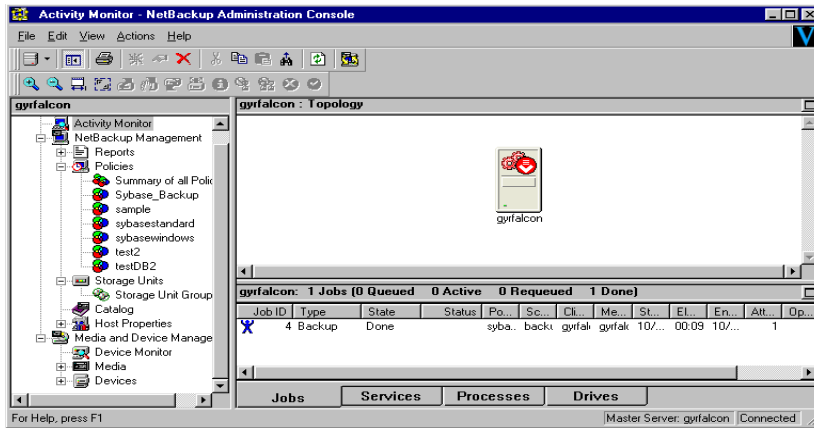 Activity Monitor - NetBackup Administration Console
File Edit View Actions Help
gyrfalcon
Activity Monitor
NetBackup Management
Reports
Policies
Summary of all Polic
Sybase_Backup
sample
sybasestandard
sybasewindows
test2
testDB2
Storage Units
Storage Unit Group
Catalog
Host Properties
Media and Device Manage
Device Monitor
Media
Devices
gyrfalcon : Topology
gyrfalcon
gyrfalcon: 1 Jobs (0 Queued 0 Active 0 Requeued 1 Done)
Job ID Type State Status Po... Sc... Cli... Me... St... El... En... Att... Op...
4 Backup Done syba.. backu gyrfalc gyrfalc 10/... 00:09 10/... 1
Jobs Services Processes Drives
For Help, press F1
Master Server: gyrfalcon Connected